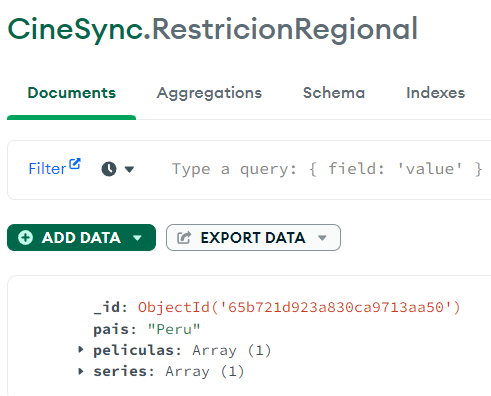 CineSync.RestricionRegional
Documents Aggregations Schema Indexes
Filter Type a query: { field: 'value' }
ADD DATA EXPORT DATA
_id: ObjectId('65b721d923a830ca9713aa50')
pais: "Peru"
peliculas: Array (1)
series: Array (1)